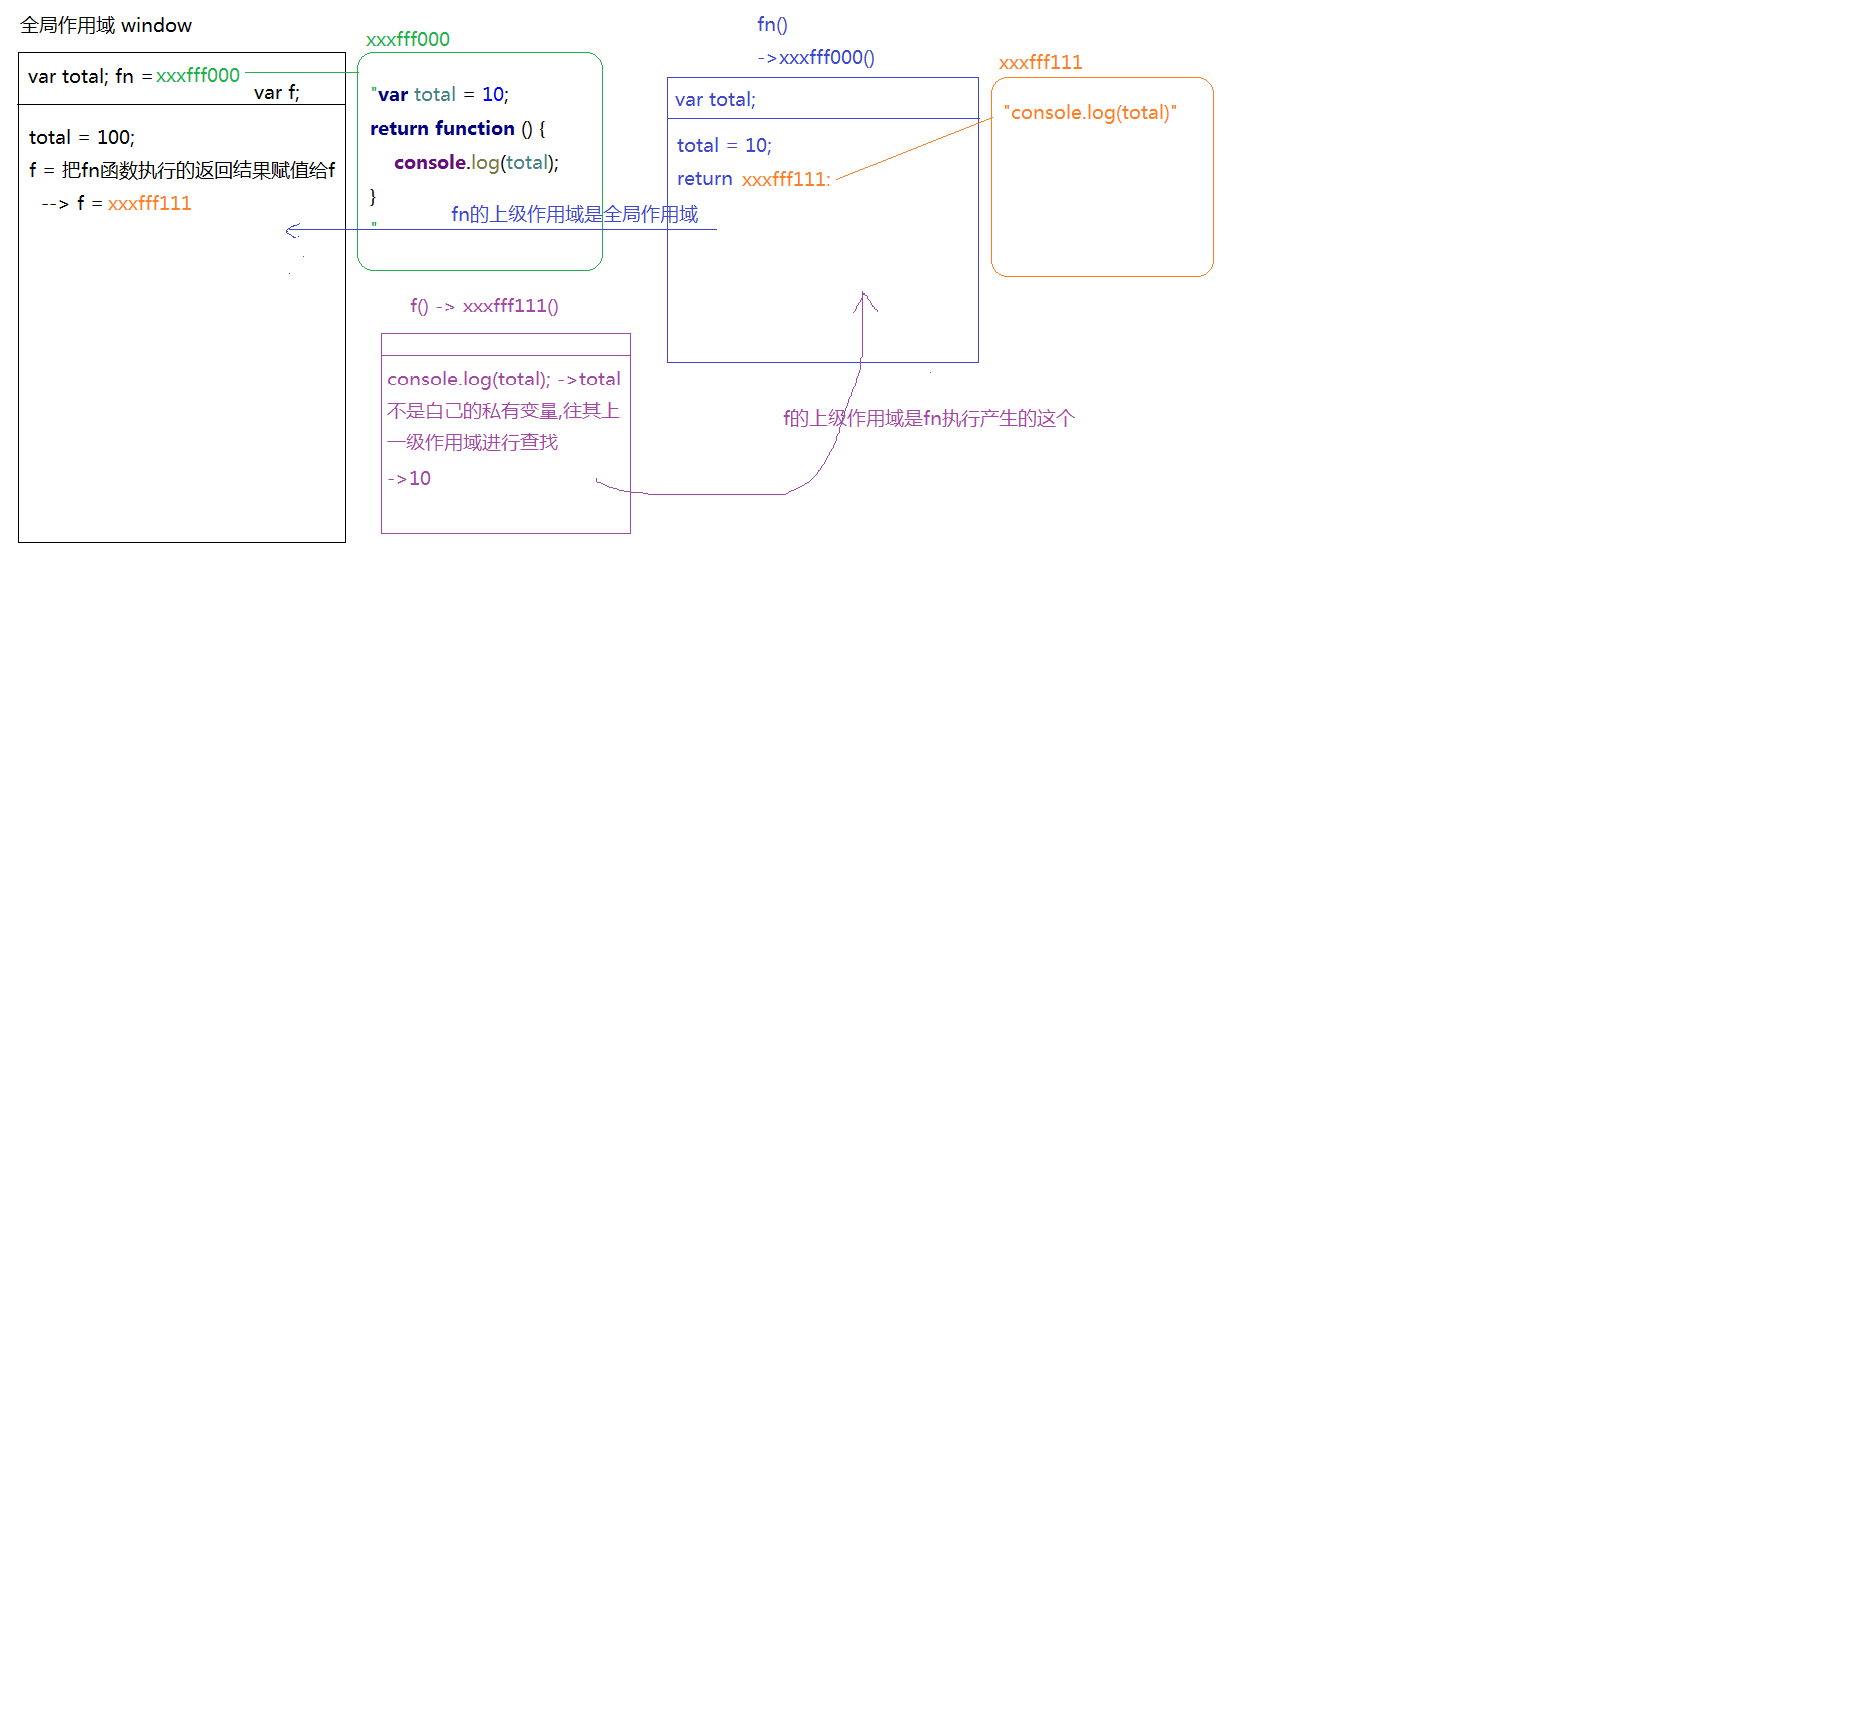 全局作用域 window
var total; fn =xxxfff000
var f;
total = 100;
f = 把fn函数执行的返回结果赋值给f
--> f = xxxfff111
xxxfff000
"var total = 10;
return function () {
console.log(total);
}
"
fn的上级作用域是全局作用域
fn()
->xxxfff000()
var total;
total = 10;
return xxxfff111:
xxxfff111
"console.log(total)"
f() -> xxxfff111()
console.log(total); ->total
不是自己的私有变量,往其上
一级作用域进行查找
->10
f的上级作用域是fn执行产生的这个